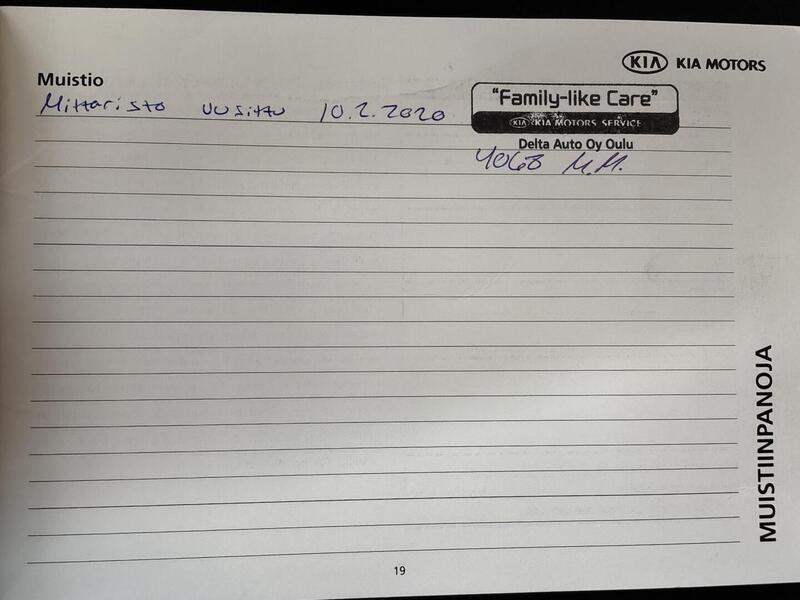 KIA KIA MOTORS
Muistio
Mittaristo uusittu 10.2.2020
"Family-like Care"
KIA KIA MOTORS SERVICE
Delta Auto Oy Oulu
4068 M.M.
MUISTIINPANOJA
19